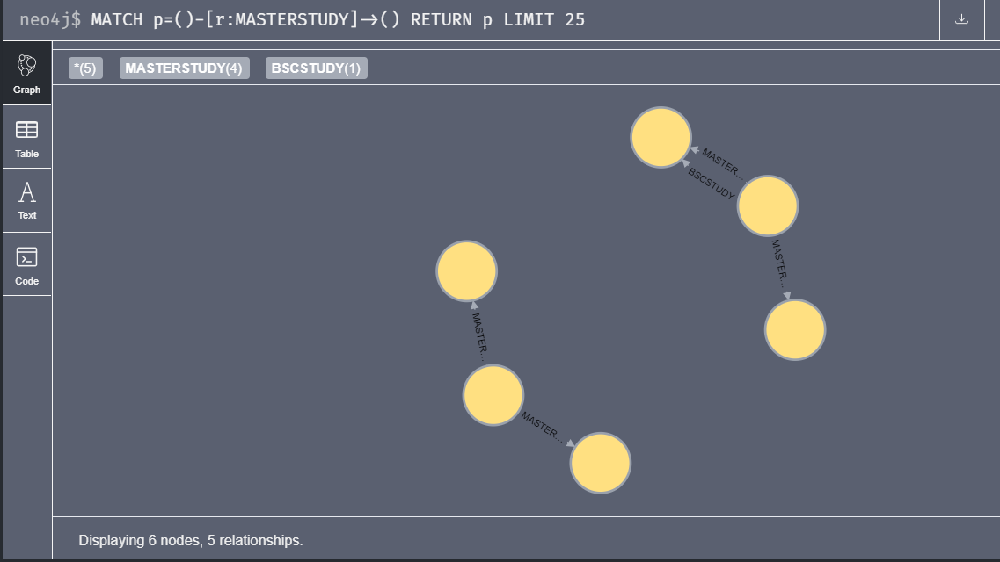 neo4j$ MATCH p=()-[r:MASTERSTUDY]->() RETURN p LIMIT 25
*(5) MASTERSTUDY(4) BSCSTUDY(1)
Graph
Table
Text
Code
MASTER...
BSCSTUDY
MASTER...
MASTER...
MASTER...
Displaying 6 nodes, 5 relationships.